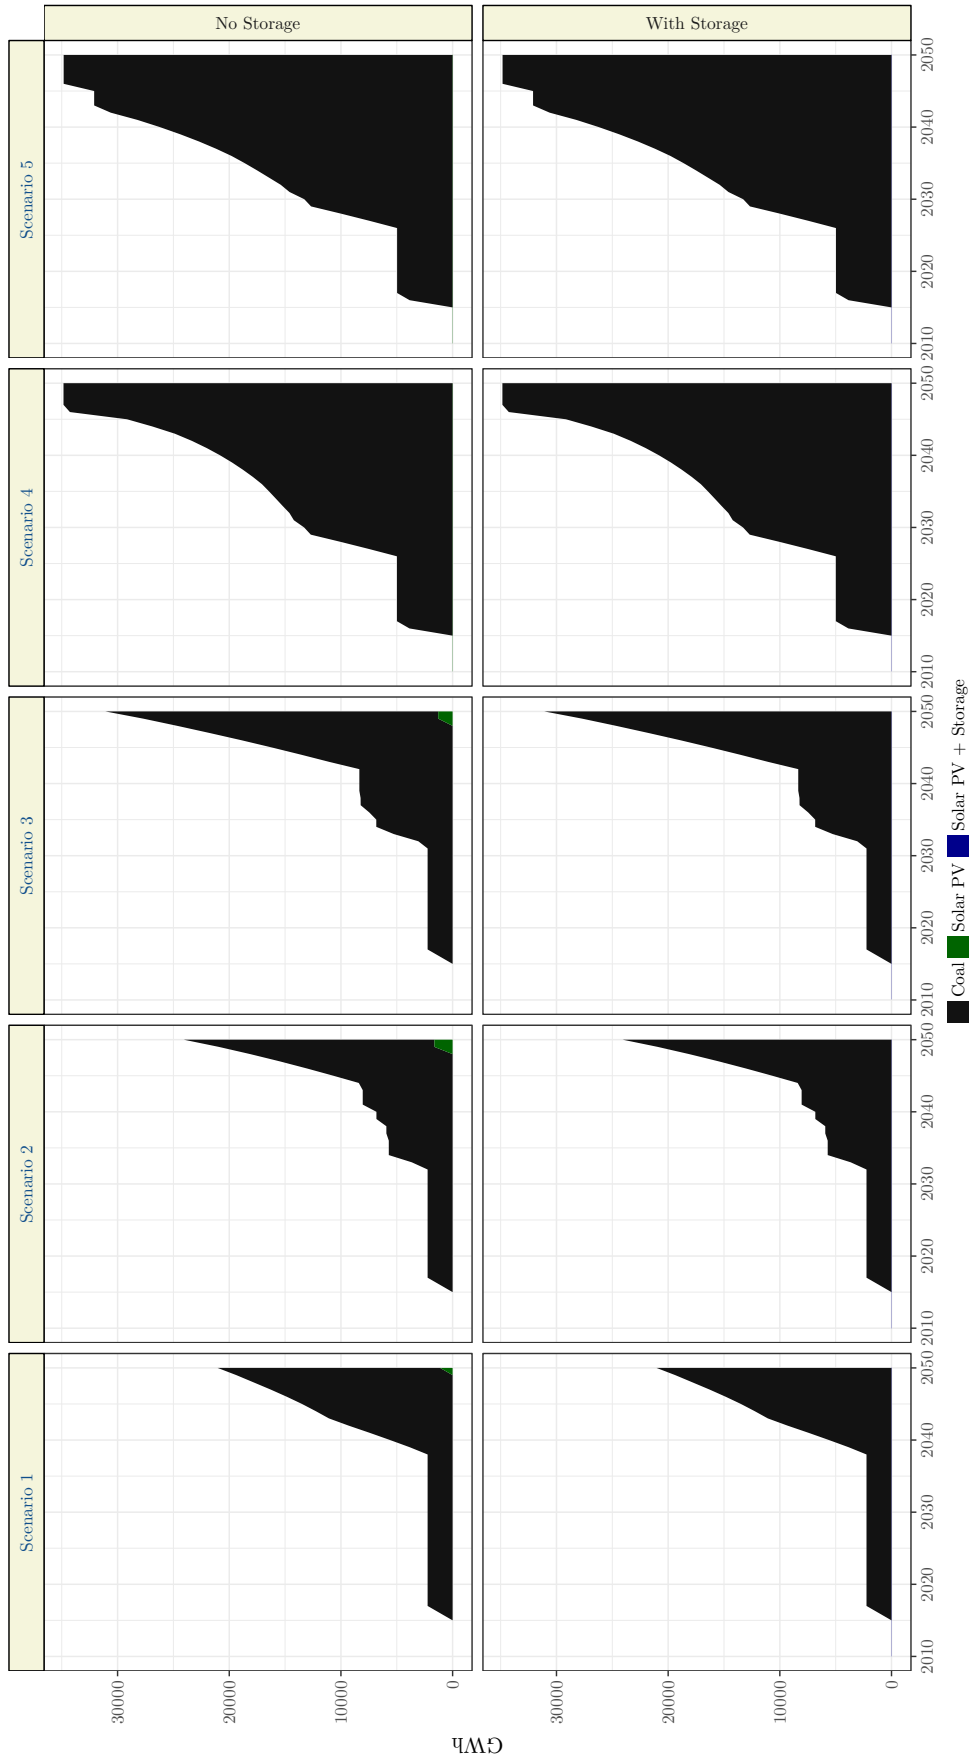 Scenario 1
Scenario 2
Scenario 3
Scenario 4
Scenario 5
No Storage
With Storage
30000
20000
10000
0
30000
20000
10000
0
GWh
2010 2020 2030 2040 2050
2010 2020 2030 2040 2050
2010 2020 2030 2040 2050
2010 2020 2030 2040 2050
2010 2020 2030 2040 2050
Coal Solar PV Solar PV + Storage